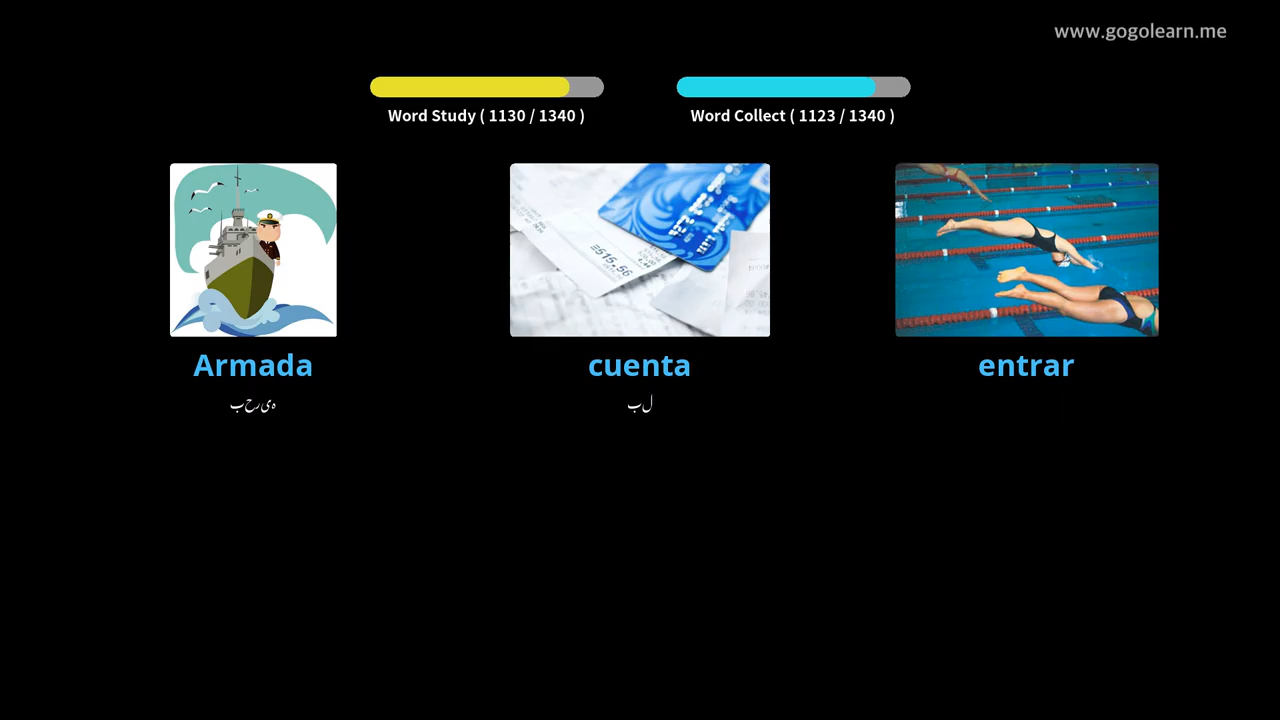 www.gogolearn.me
Word Study ( 1130 / 1340 )
Word Collect ( 1123 / 1340 )
Armada
cuenta
entrar
بحریہ
بل